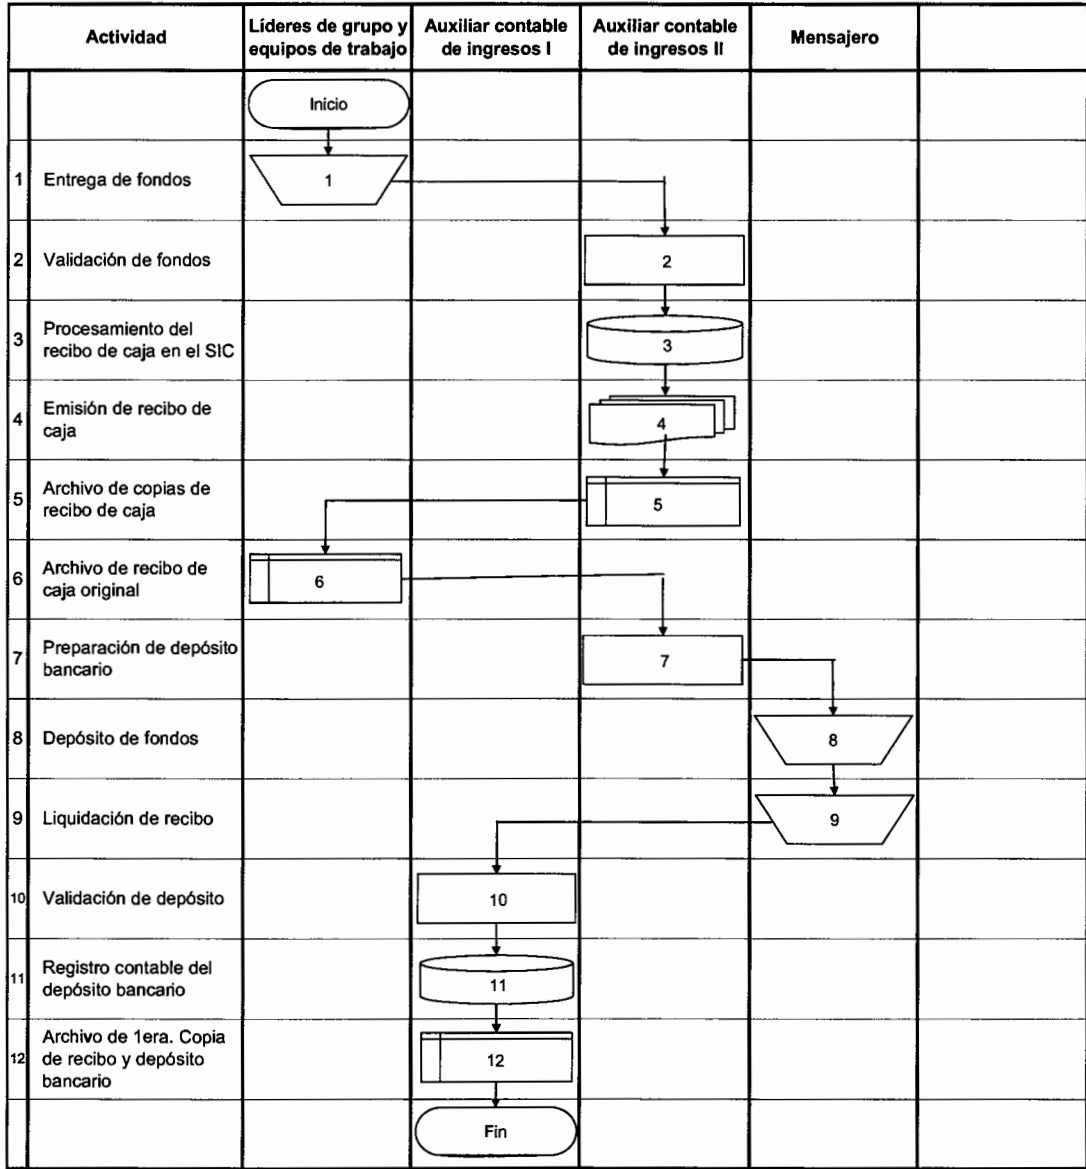 Actividad
Líderes de grupo y
equipos de trabajo
Auxiliar contable
de ingresos I
Auxiliar contable
de ingresos II
Mensajero
Inicio
1
Entrega de fondos
1
2
Validación de fondos
2
3
Procesamiento del
recibo de caja en el SIC
3
4
Emisión de recibo de
caja
4
5
Archivo de copias de
recibo de caja
5
6
Archivo de recibo de
caja original
6
7
Preparación de depósito
bancario
7
8
Depósito de fondos
8
9
Liquidación de recibo
9
10
Validación de depósito
10
11
Registro contable del
depósito bancario
11
12
Archivo de 1era. Copia
de recibo y depósito
bancario
12
Fin